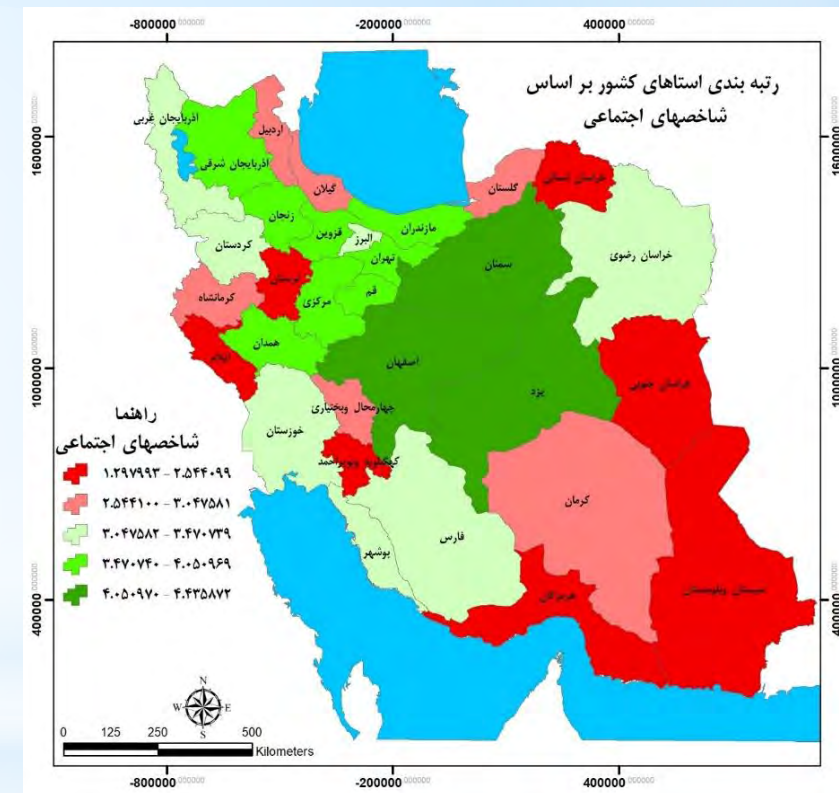 -800000 -200000 400000
رتبه بندی استاهای کشور بر اساس
شاخصهای اجتماعی
1600000
1000000
400000
1600000
1000000
400000
آذربایجان غربی
اردبیل
آذربایجان شرقی
گیلان
گلستان
خراسان شمالی
زنجان
مازندران
قزوین
البرز
کردستان
تهران
سمنان
خراسان رضوی
لرستان
قم
کرمانشاه
مرکزی
همدان
ایلام
اصفهان
یزد
خراسان جنوبی
چهارمحال وبختیاری
خوزستان
کهکیلویه وبویراحمد
کرمان
فارس
بوشهر
هرمزگان
سیستان وبلوچستان
راهنما
شاخصهای اجتماعی
۱.۲۹۷۹۹۳ – ۲.۵۴۴۰۹۹
۲.۵۴۴۱۰۰ – ۳.۰۴۷۵۸۱
۳.۰۴۷۵۸۲ – ۳.۴۷۰۷۳۹
۳.۴۷۰۷۴۰ – ۴.۰۵۰۹۶۹
۴.۰۵۰۹۷۰ – ۴.۴۳۵۸۷۲
N
W E
S
0 125 250 500
Kilometers
-800000 -200000 400000